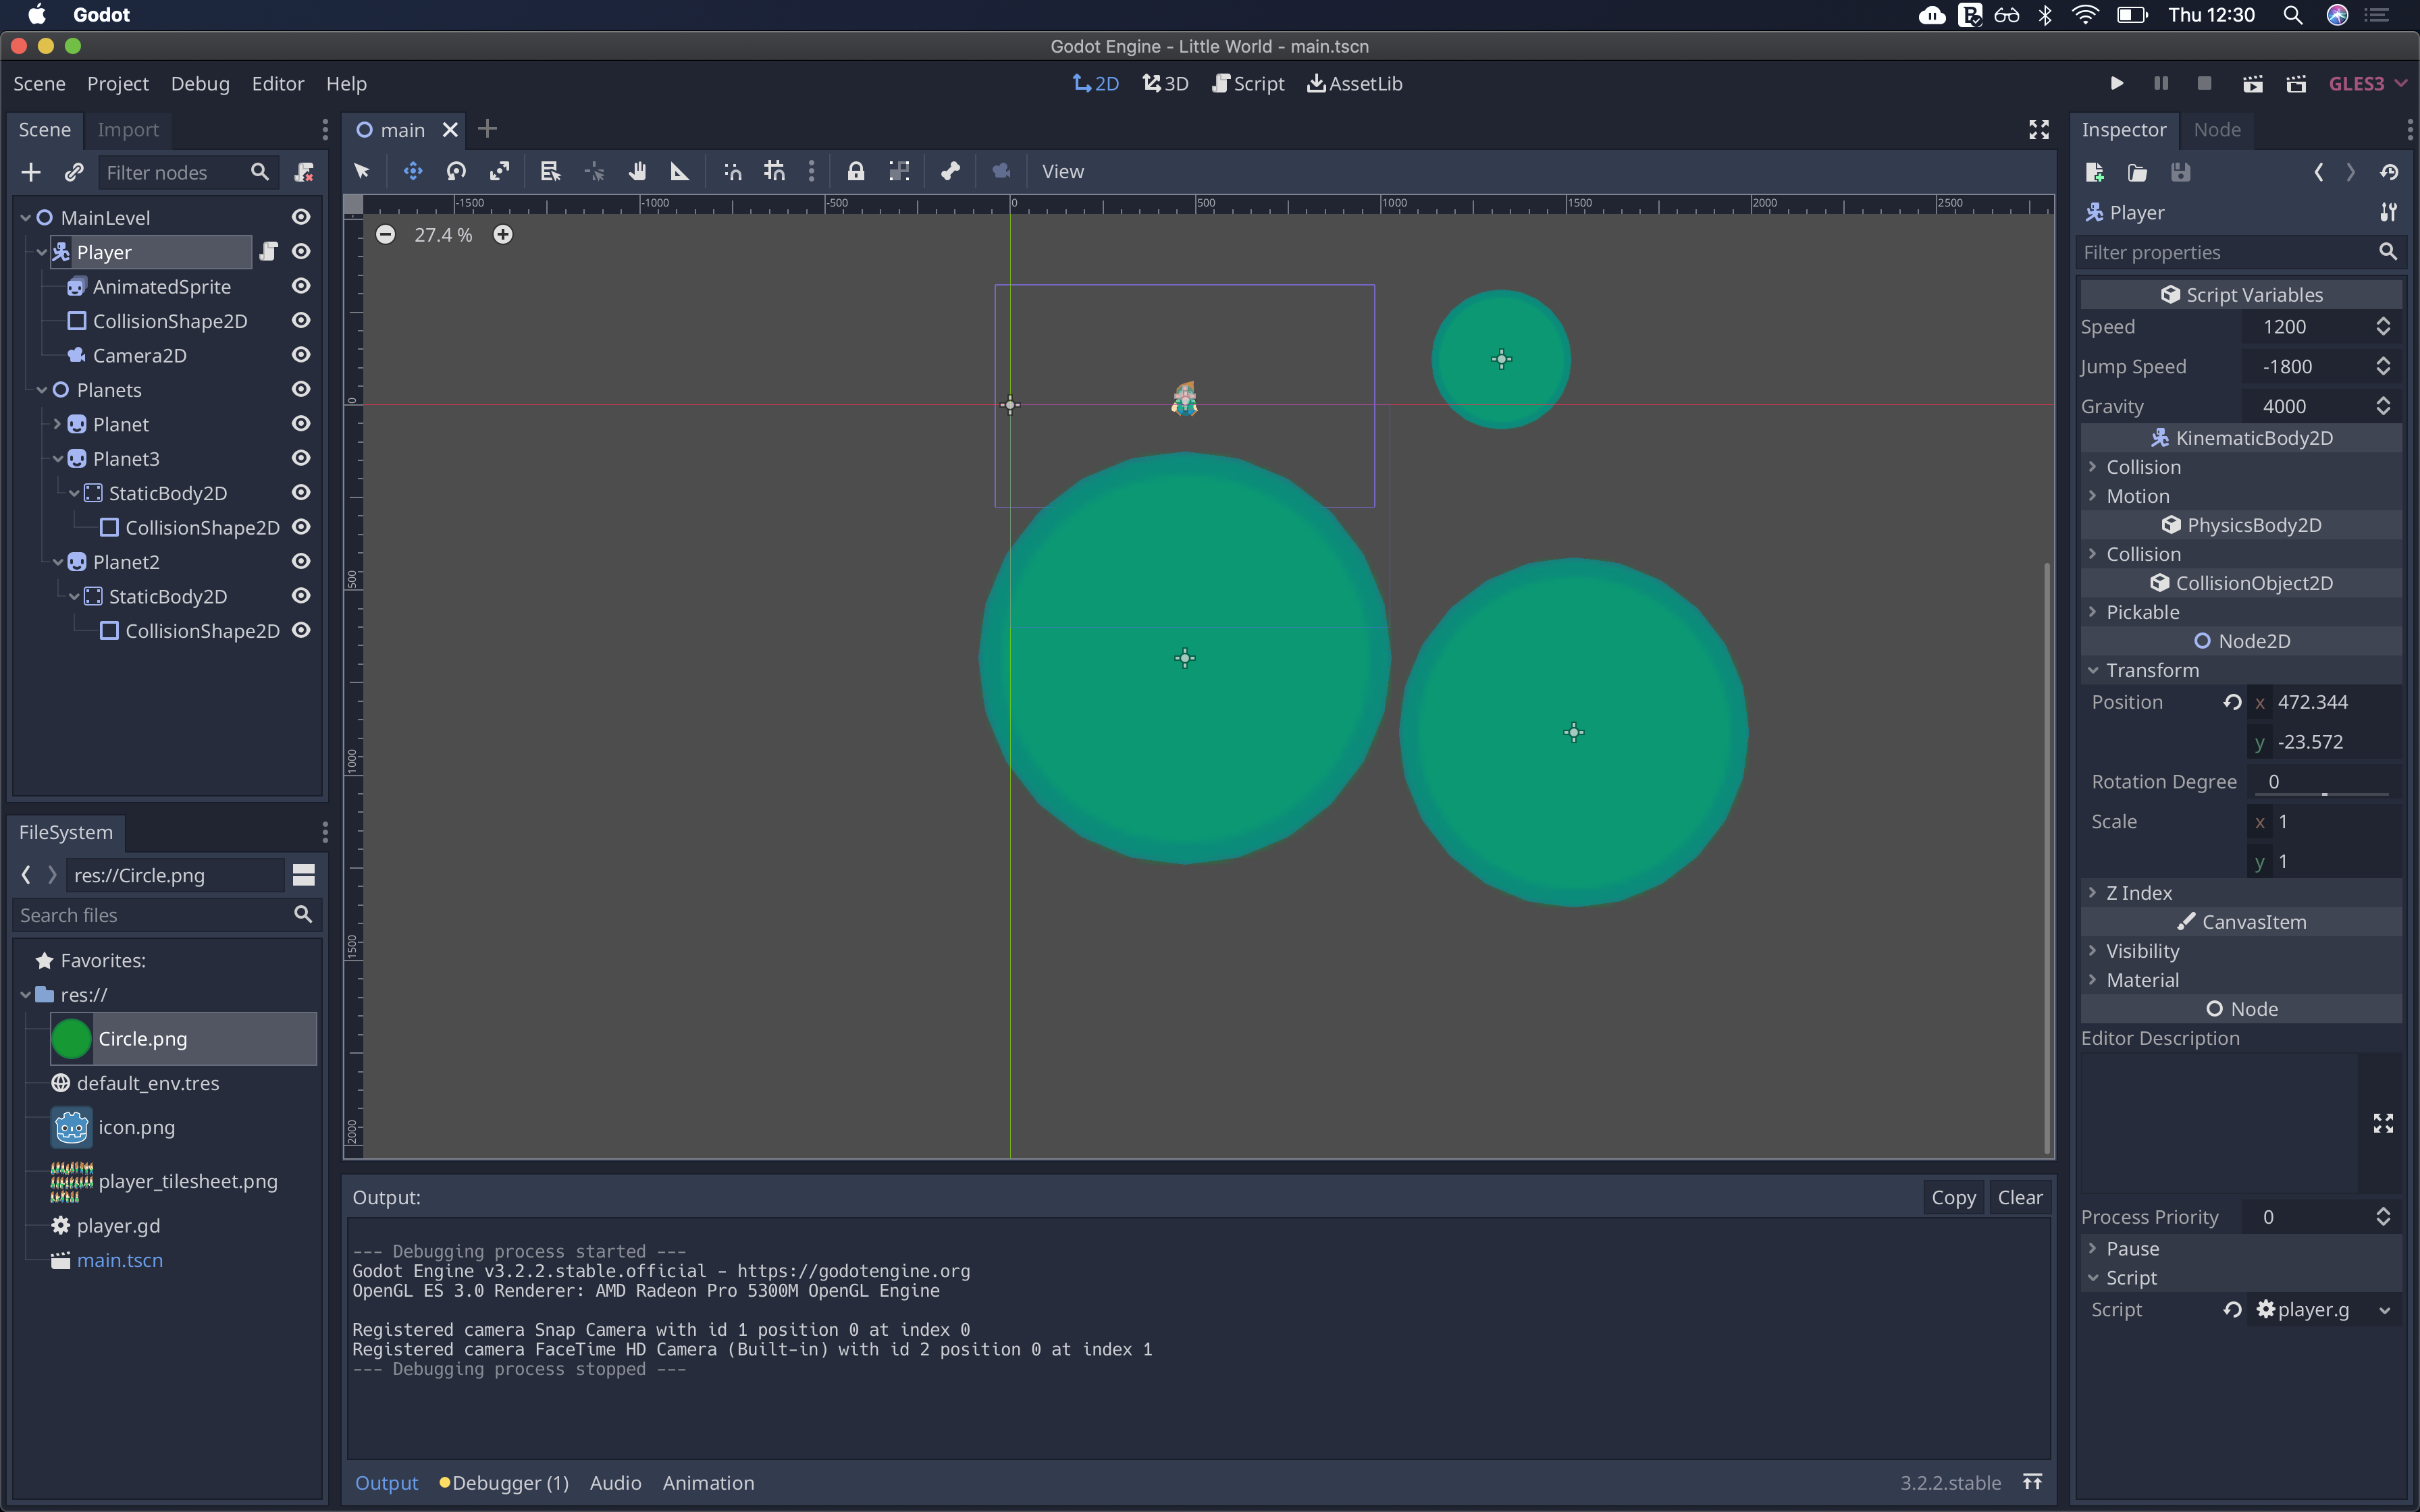 Godot
Thu 12:30
Godot Engine - Little World - main.tscn
Scene Project Debug Editor Help
2D 3D Script AssetLib
GLES3
Scene Import
Filter nodes
MainLevel
Player
AnimatedSprite
CollisionShape2D
Camera2D
Planets
Planet
Planet3
StaticBody2D
CollisionShape2D
Planet2
StaticBody2D
CollisionShape2D
FileSystem
res://Circle.png
Search files
Favorites:
res://
Circle.png
default_env.tres
icon.png
player_tilesheet.png
player.gd
main.tscn
main
View
-1500 -1000 -500 0 500 1000 1500 2000 2500
27.4 %
0
500
1000
1500
2000
Output:
Copy Clear
--- Debugging process started ---
Godot Engine v3.2.2.stable.official - https://godotengine.org
OpenGL ES 3.0 Renderer: AMD Radeon Pro 5300M OpenGL Engine
Registered camera Snap Camera with id 1 position 0 at index 0
Registered camera FaceTime HD Camera (Built-in) with id 2 position 0 at index 1
--- Debugging process stopped ---
Output Debugger (1) Audio Animation
3.2.2.stable
Inspector Node
Player
Filter properties
Script Variables
Speed 1200
Jump Speed -1800
Gravity 4000
KinematicBody2D
Collision
Motion
PhysicsBody2D
Collision
CollisionObject2D
Pickable
Node2D
Transform
Position x 472.344
y -23.572
Rotation Degree 0
Scale x 1
y 1
Z Index
CanvasItem
Visibility
Material
Node
Editor Description
Process Priority 0
Pause
Script
Script player.g